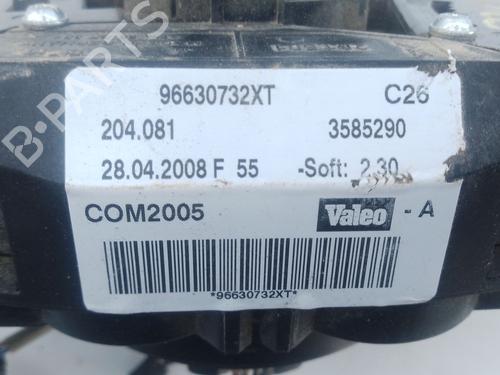 96630732XT C26
204.081 3585290
28.04.2008 F 55 -Soft: 2.30
COM2005 Valeo - A
*96630732XT*
B-PARTS